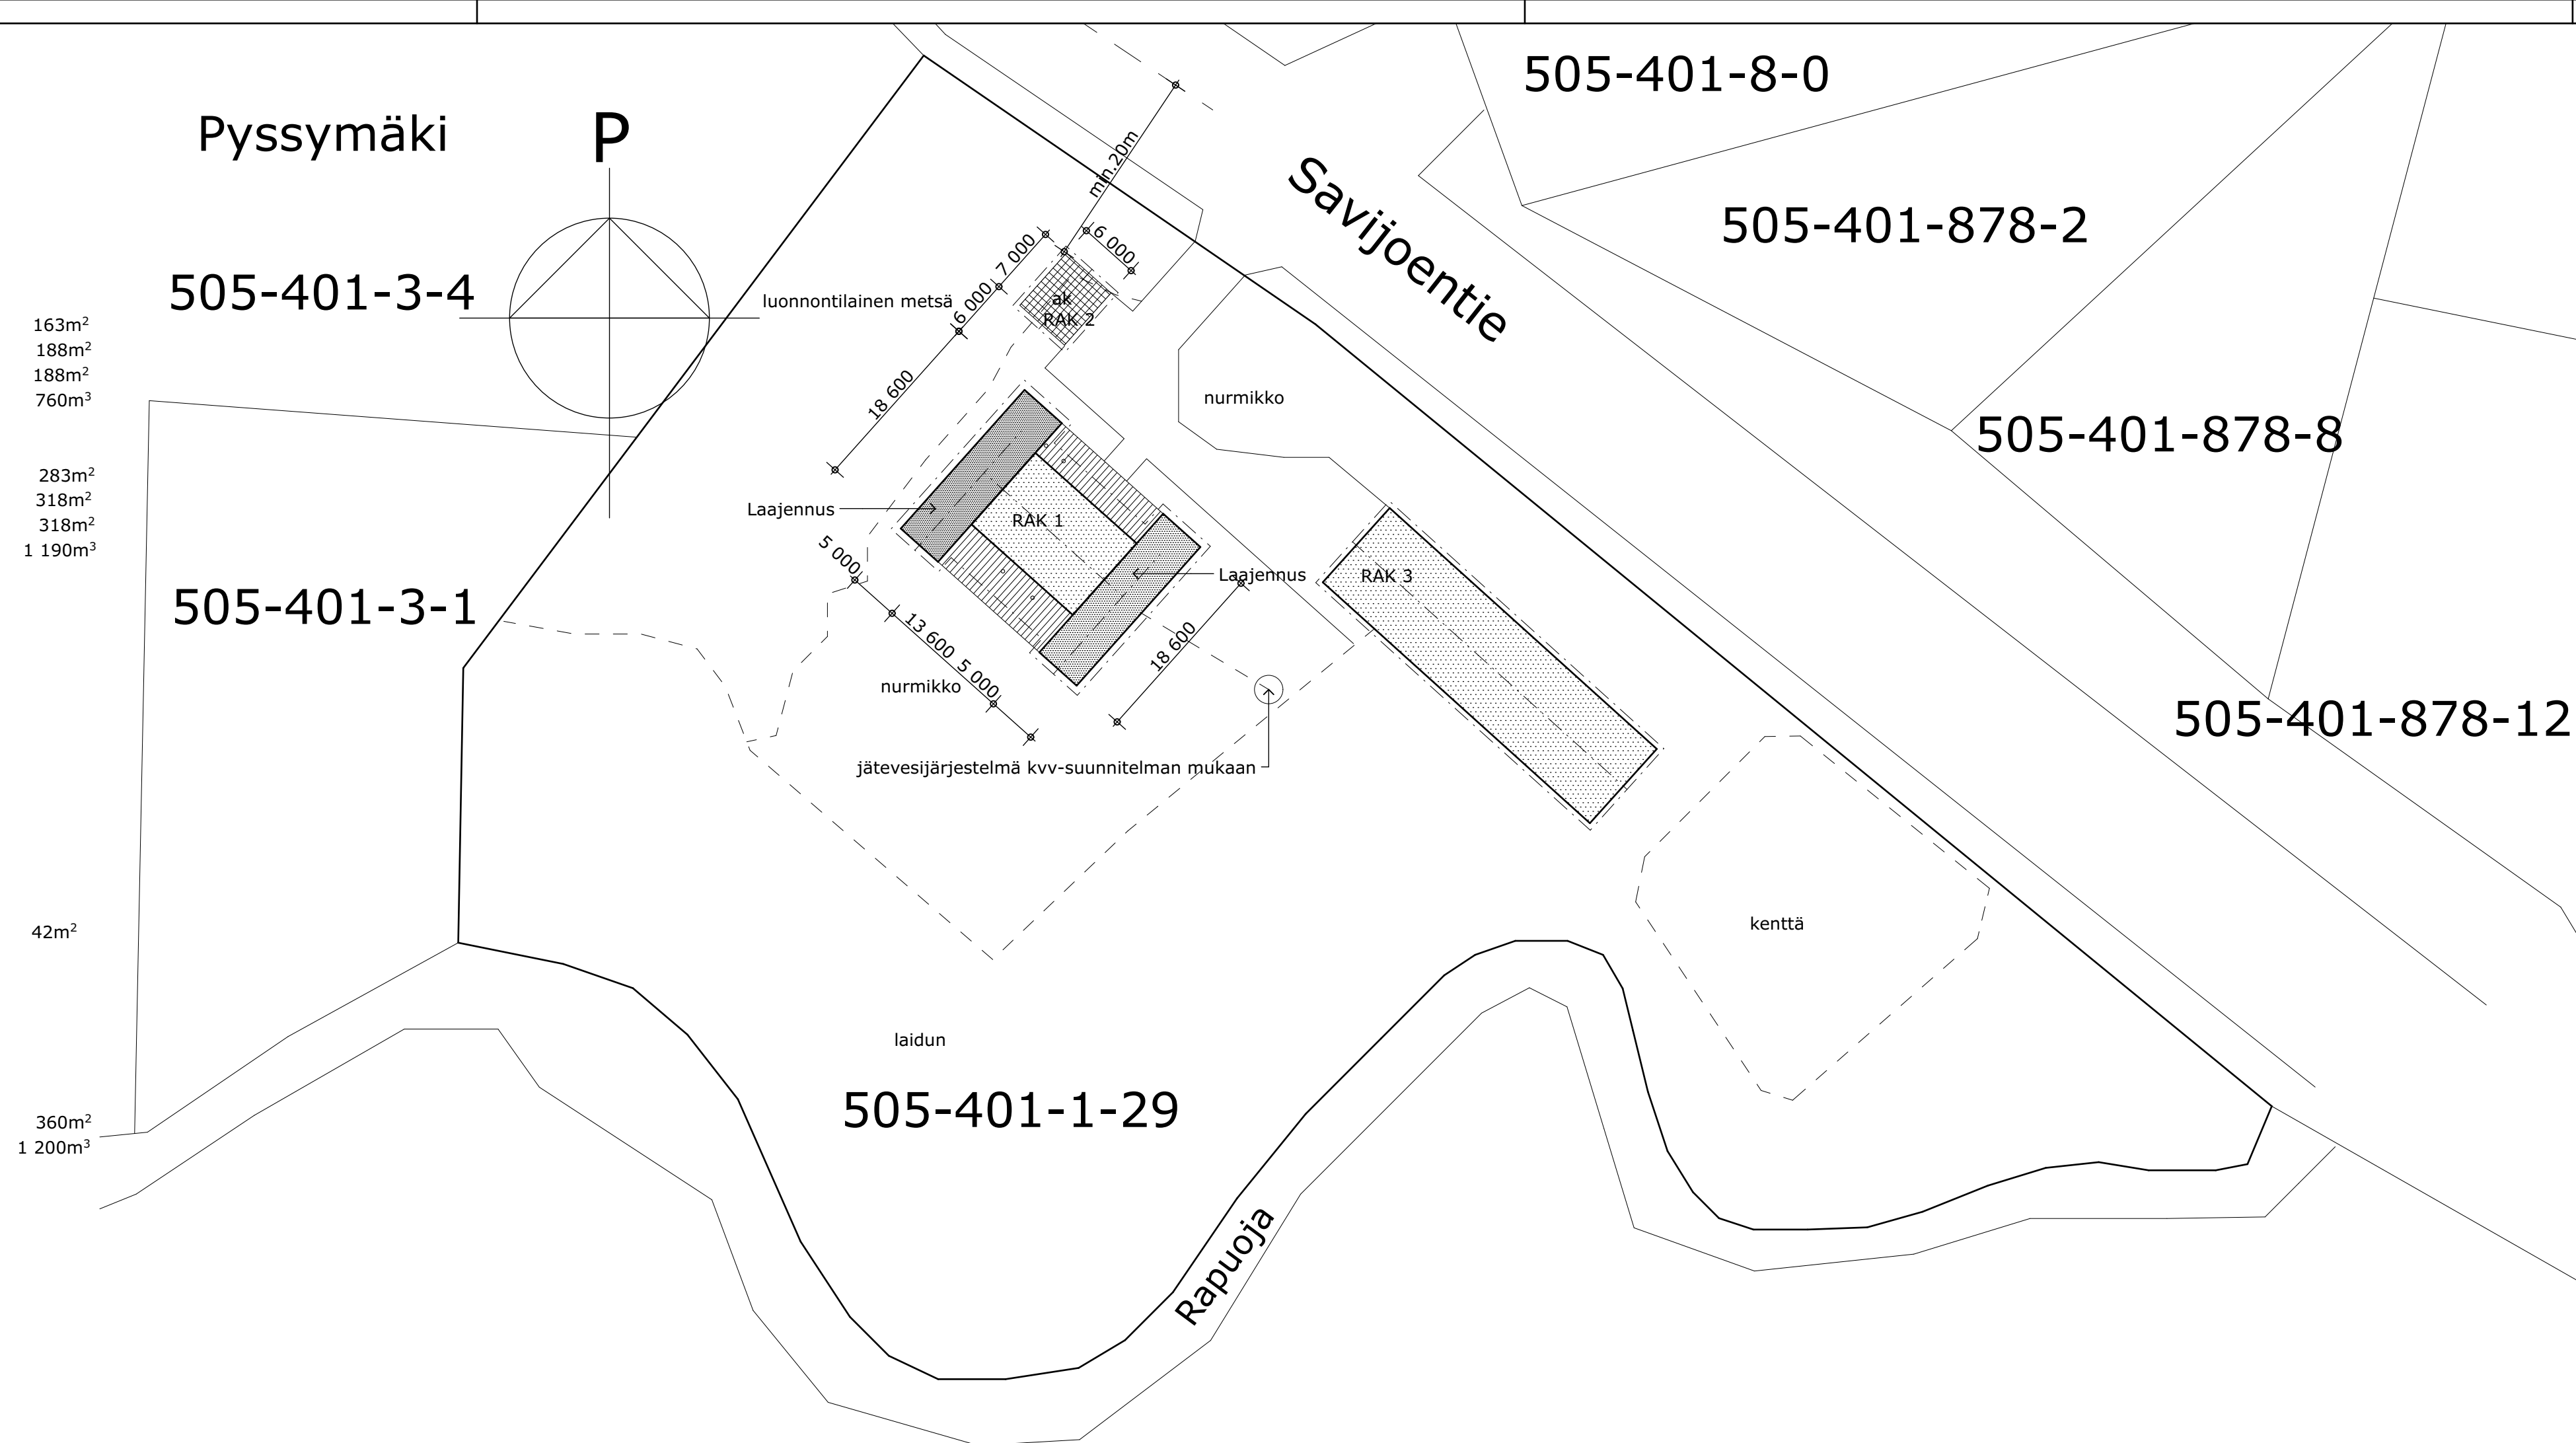 505-401-8-0
Pyssymäki
P
min.20m
Savijoentie
505-401-878-2
505-401-3-4
7 000
6 000
luonnontilainen metsä
6 000
ak
RAK 2
163m²
188m²
188m²
760m³
18 600
nurmikko
505-401-878-8
283m²
318m²
318m²
1 190m³
Laajennus
RAK 1
5 000
Laajennus
RAK 3
505-401-3-1
13 600
5 000
18 600
nurmikko
505-401-878-12
jätevesijärjestelmä kvv-suunnitelman mukaan
42m²
kenttä
laidun
505-401-1-29
360m²
1 200m³
Rapuoja